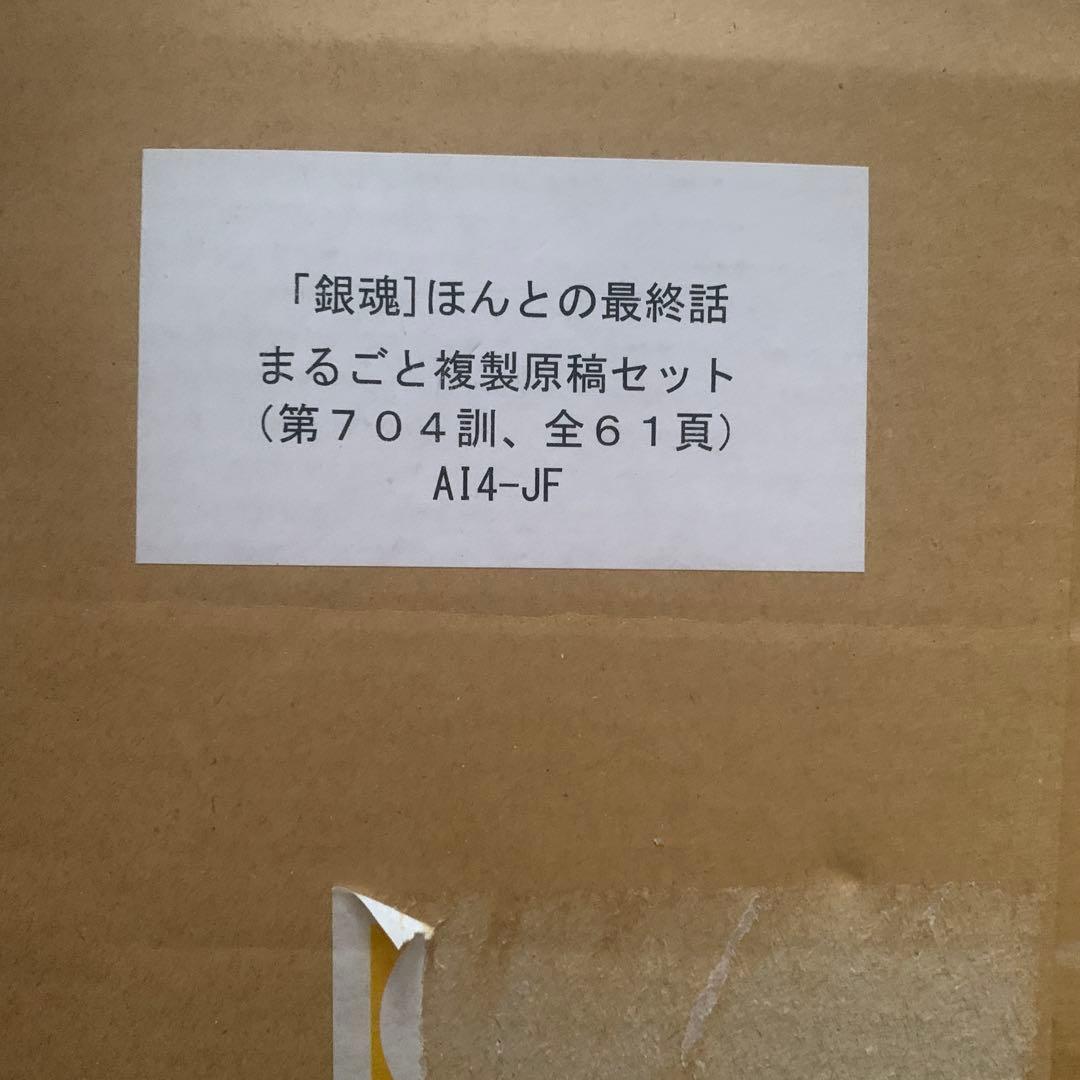 「銀魂]ほんとの最終話
まるごと複製原稿セット
（第７０４訓、全６１頁）
AI4-JF